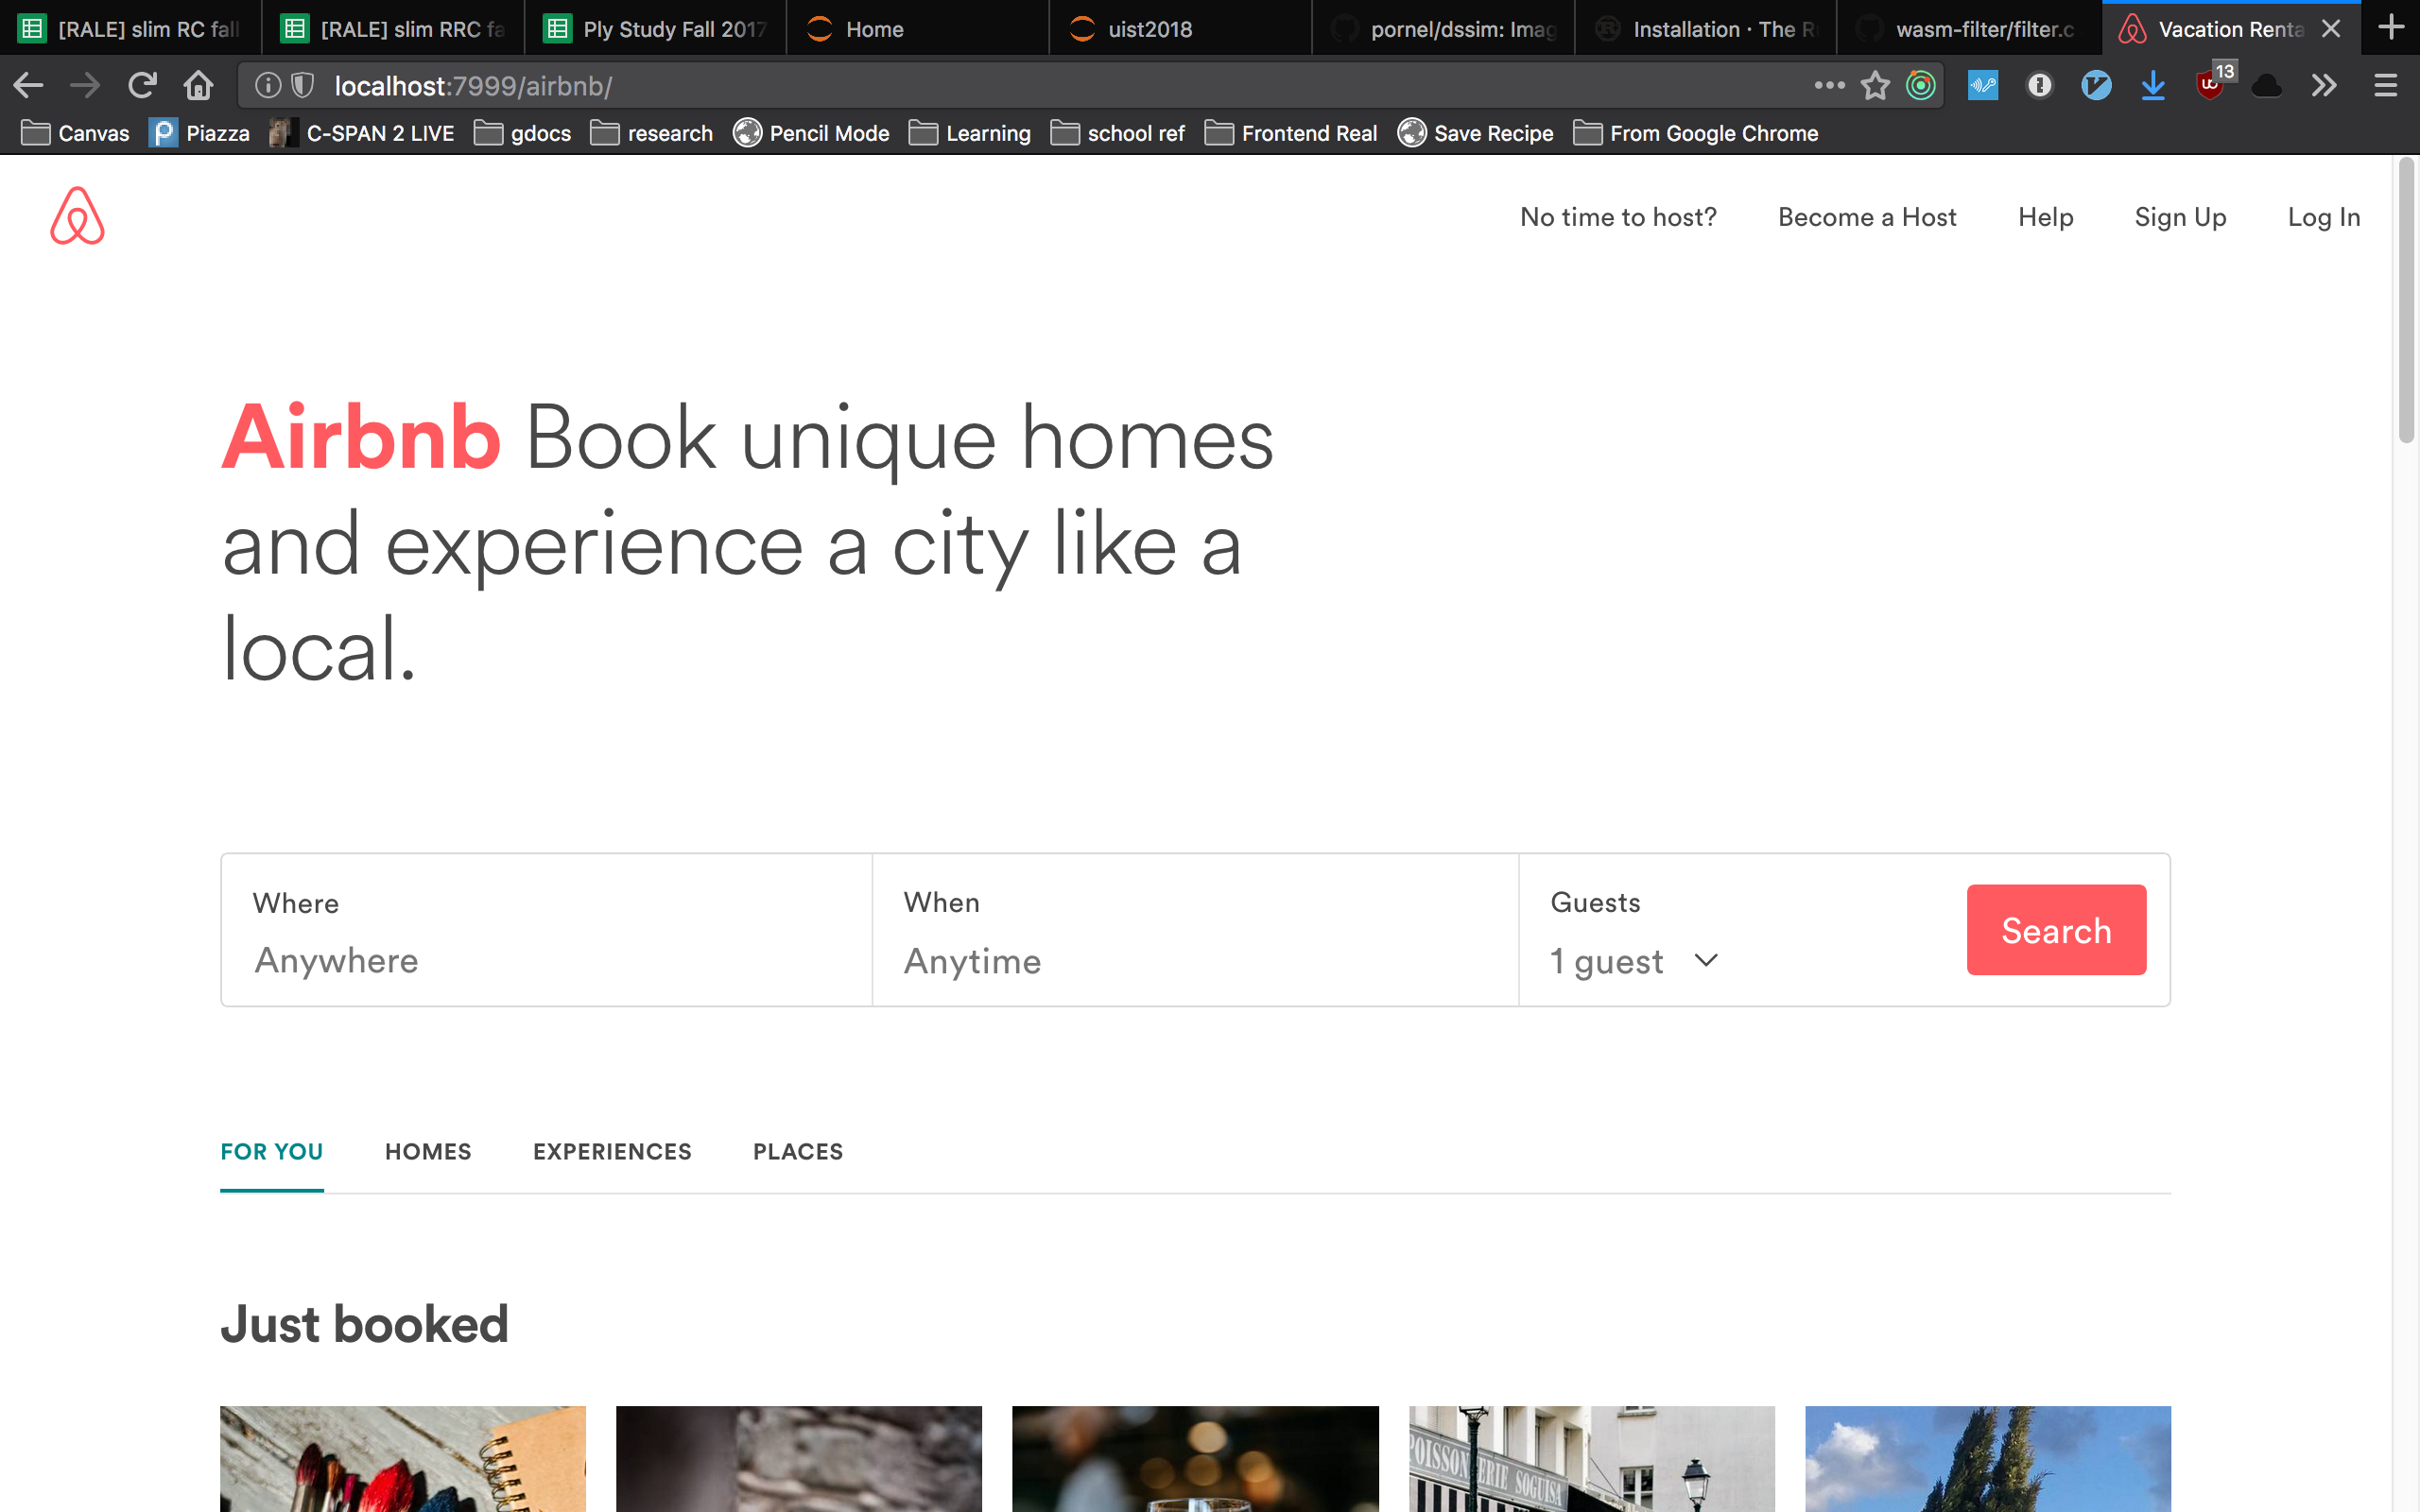 [RALE] slim RC fall
[RALE] slim RRC fa
Ply Study Fall 2017
Home
uist2018
pornel/dssim: Imag
Installation · The R
wasm-filter/filter.c
Vacation Renta
localhost:7999/airbnb/
13
Canvas
Piazza
C-SPAN 2 LIVE
gdocs
research
Pencil Mode
Learning
school ref
Frontend Real
Save Recipe
From Google Chrome
No time to host?
Become a Host
Help
Sign Up
Log In
Airbnb Book unique homes
and experience a city like a
local.
Where
Anywhere
When
Anytime
Guests
1 guest
Search
FOR YOU
HOMES
EXPERIENCES
PLACES
Just booked
POISSONNERIE SOGUISA